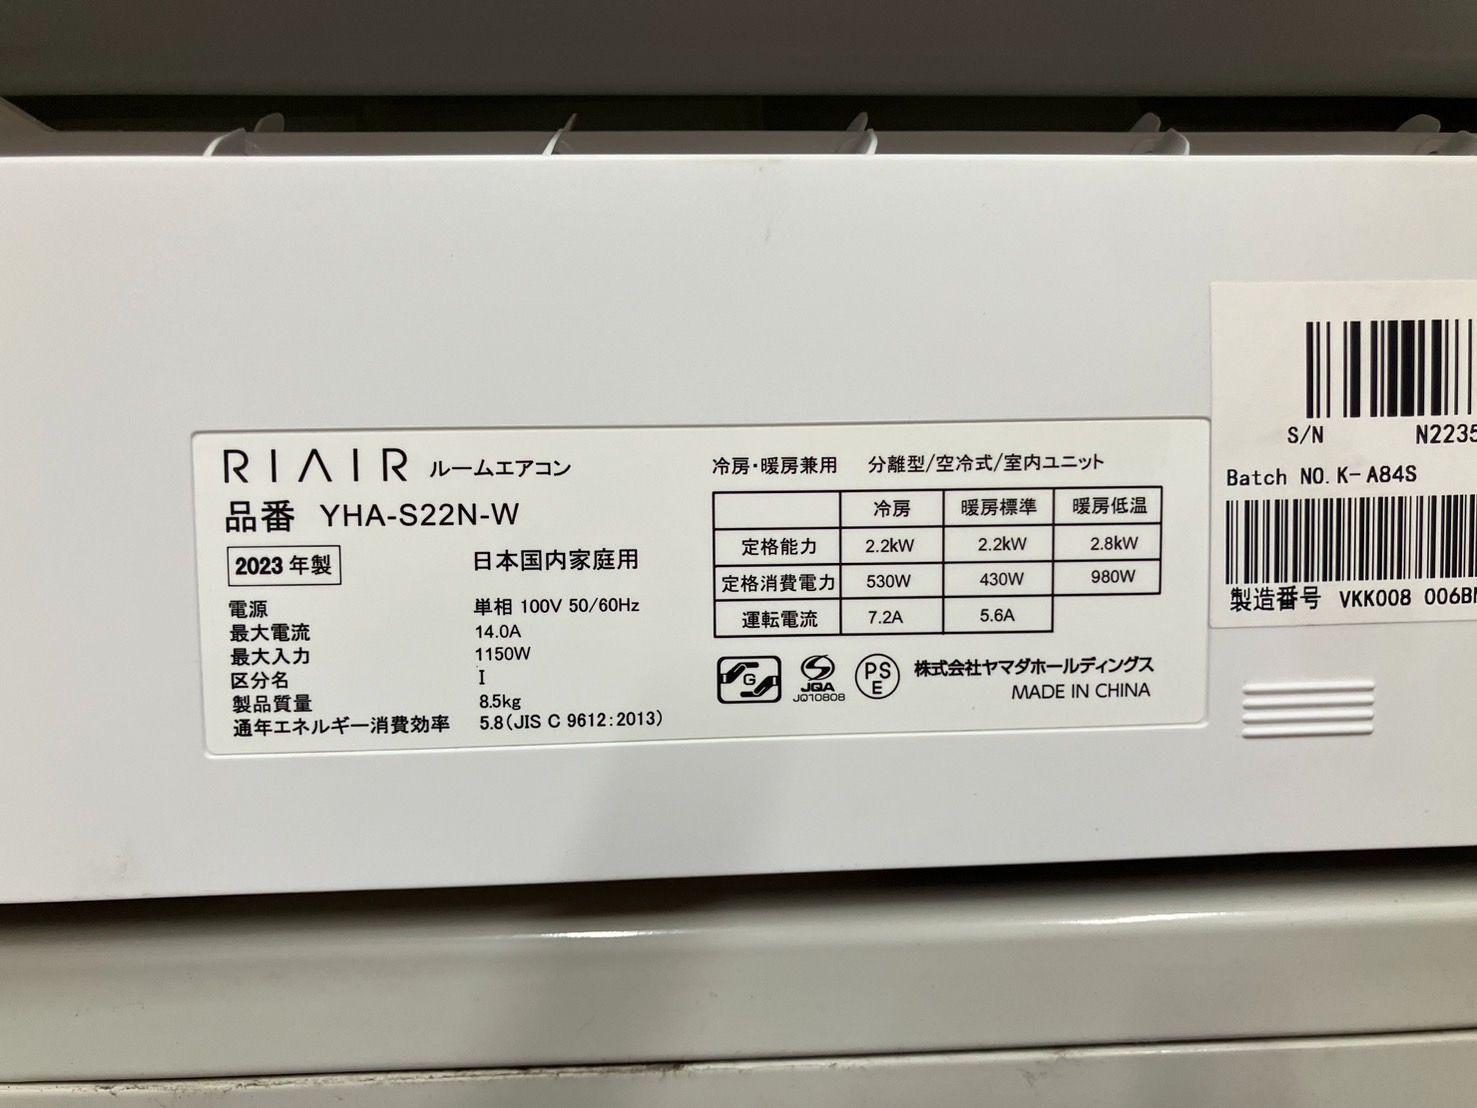 RIAIR ルームエアコン
品番 YHA-S22N-W
2023年製 日本国内家庭用
電源 単相 100V 50/60Hz
最大電流 14.0A
最大入力 1150W
区分名 I
製品質量 8.5kg
通年エネルギー消費効率 5.8(JIS C 9612:2013)
冷房・暖房兼用 分離型/空冷式/室内ユニット
冷房 暖房標準 暖房低温
定格能力 2.2kW 2.2kW 2.8kW
定格消費電力 530W 430W 980W
運転電流 7.2A 5.6A
G
JQA
JQ10808
PS
E
株式会社ヤマダホールディングス
MADE IN CHINA
S/N N2235
Batch NO. K-A84S
製造番号 VKK008 006